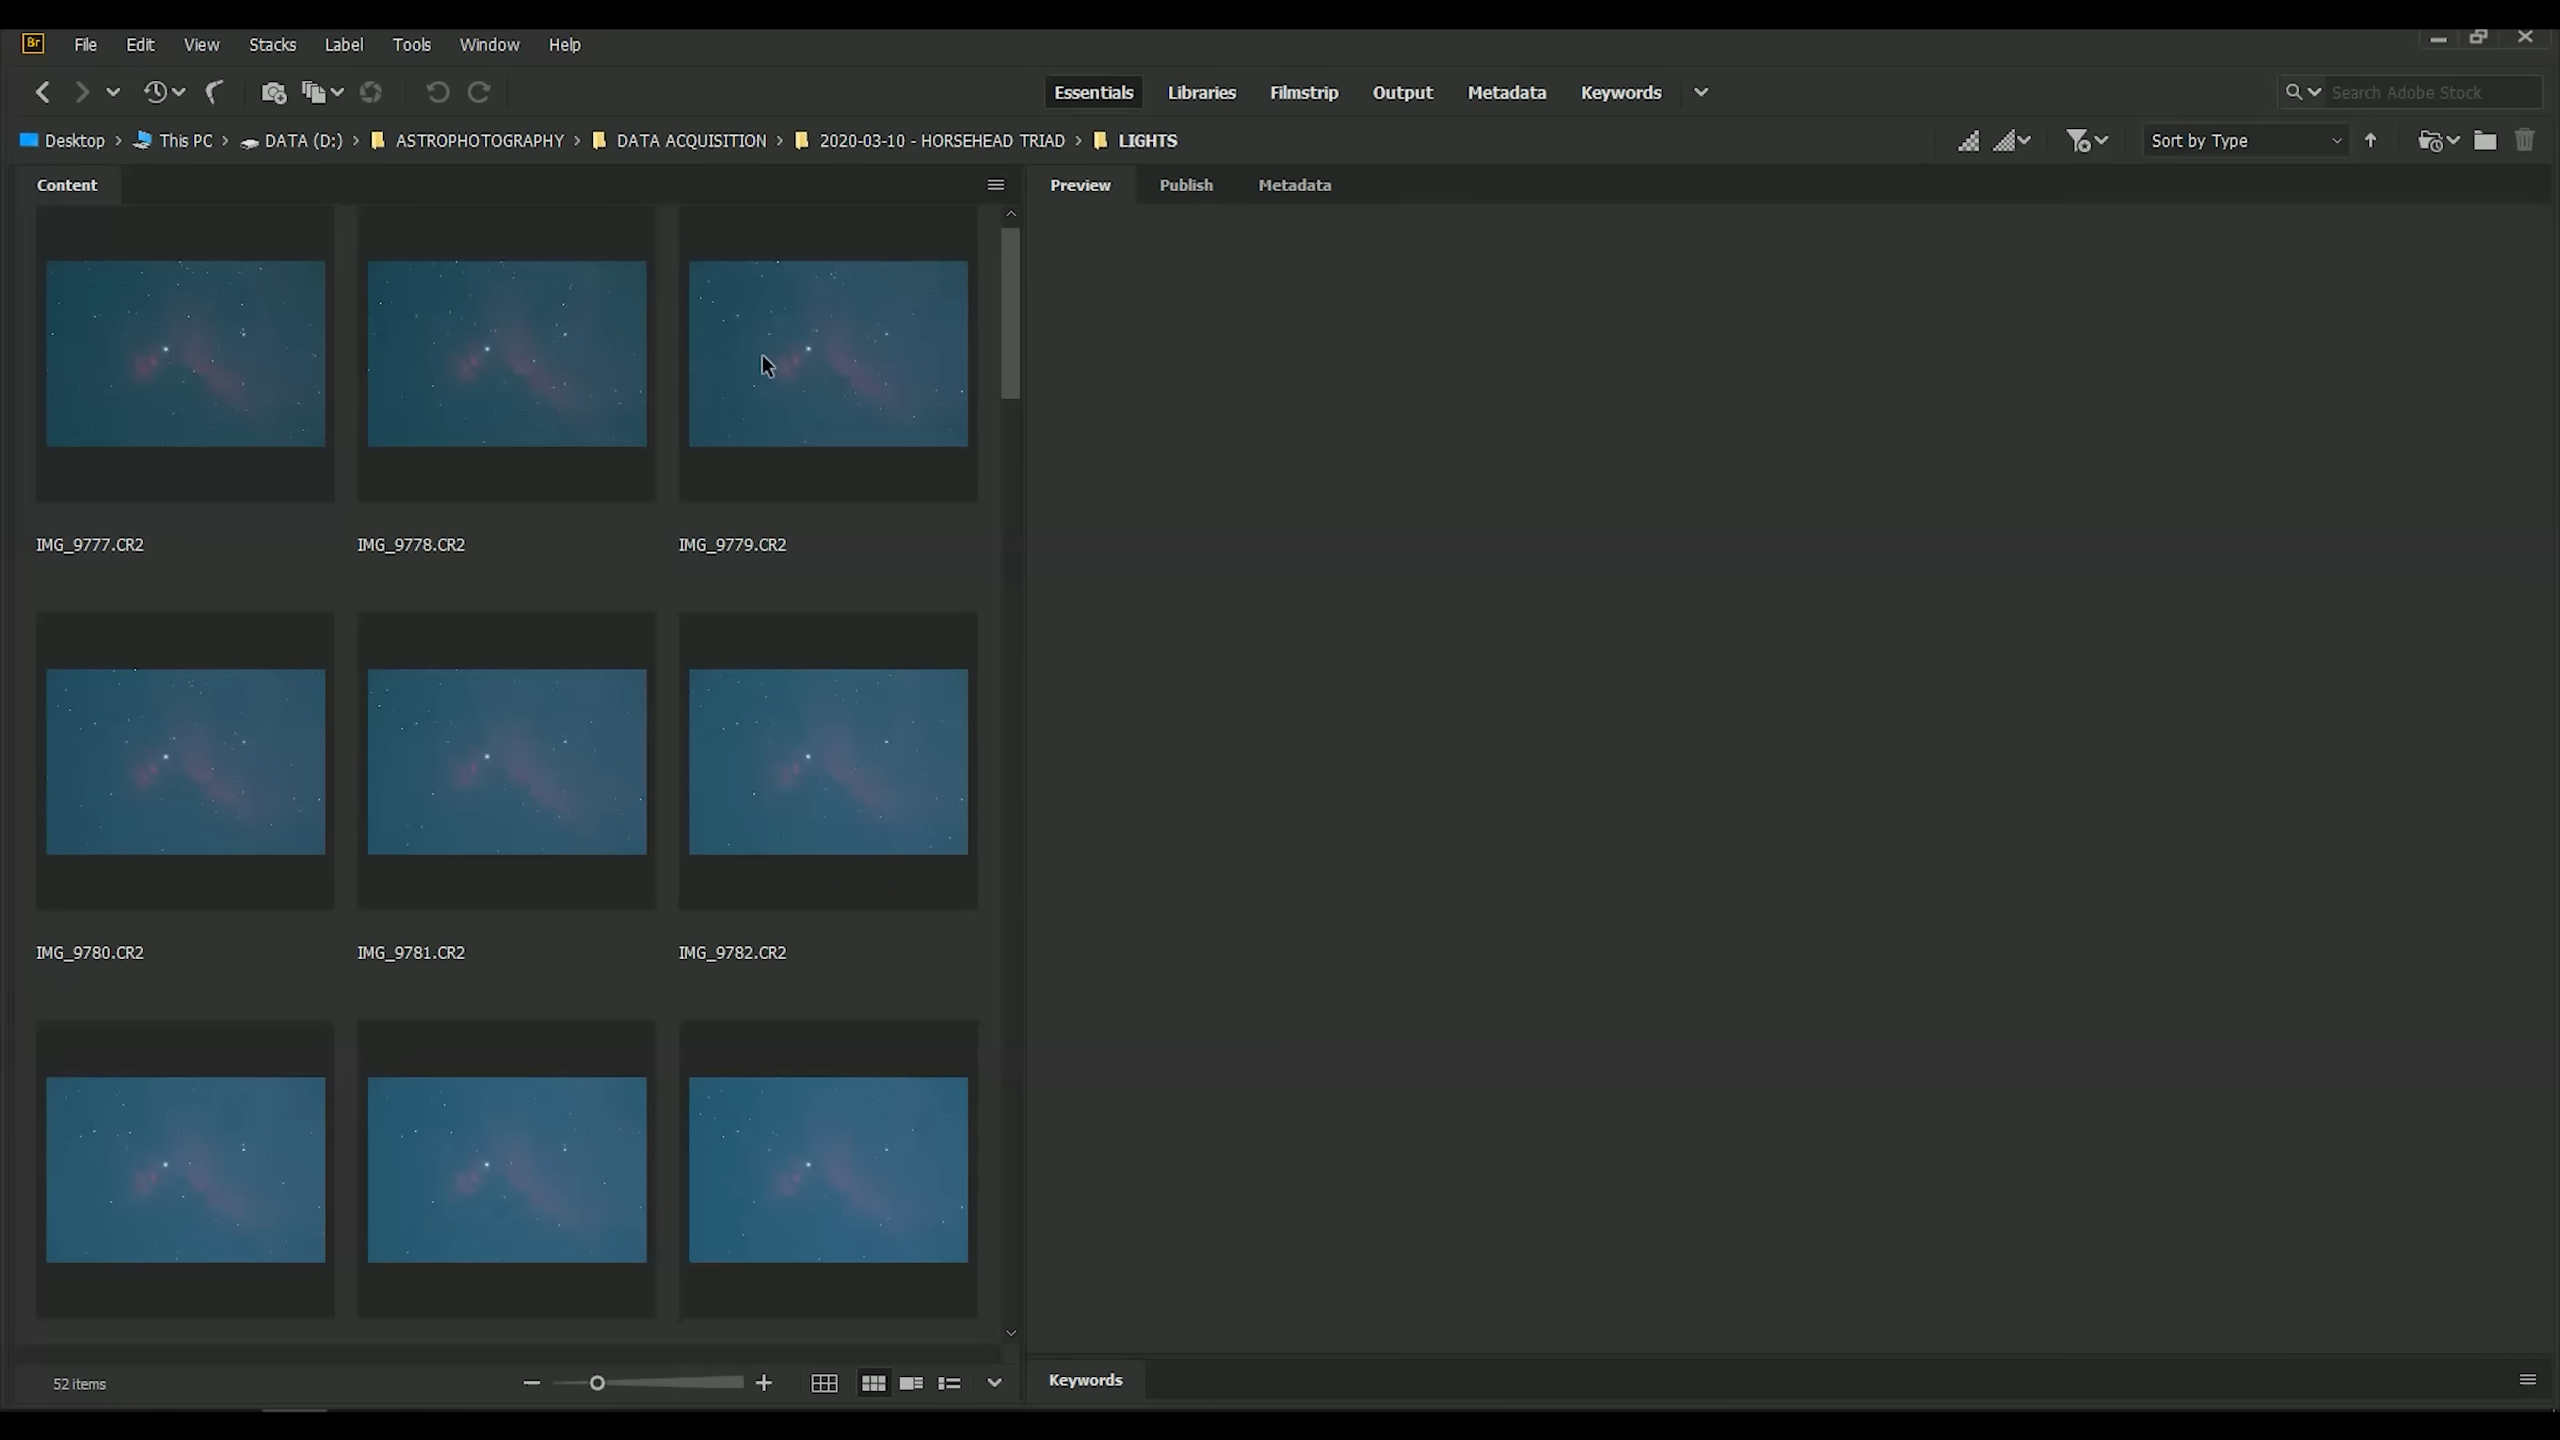 Br File Edit View Stacks Label Tools Window Help
Essentials Libraries Filmstrip Output Metadata Keywords Search Adobe Stock
Desktop This PC DATA (D:) ASTROPHOTOGRAPHY DATA ACQUISITION 2020-03-10 - HORSEHEAD TRIAD LIGHTS Sort by Type
Content Preview Publish Metadata
IMG_9777.CR2 IMG_9778.CR2 IMG_9779.CR2
IMG_9780.CR2 IMG_9781.CR2 IMG_9782.CR2
52 items Keywords